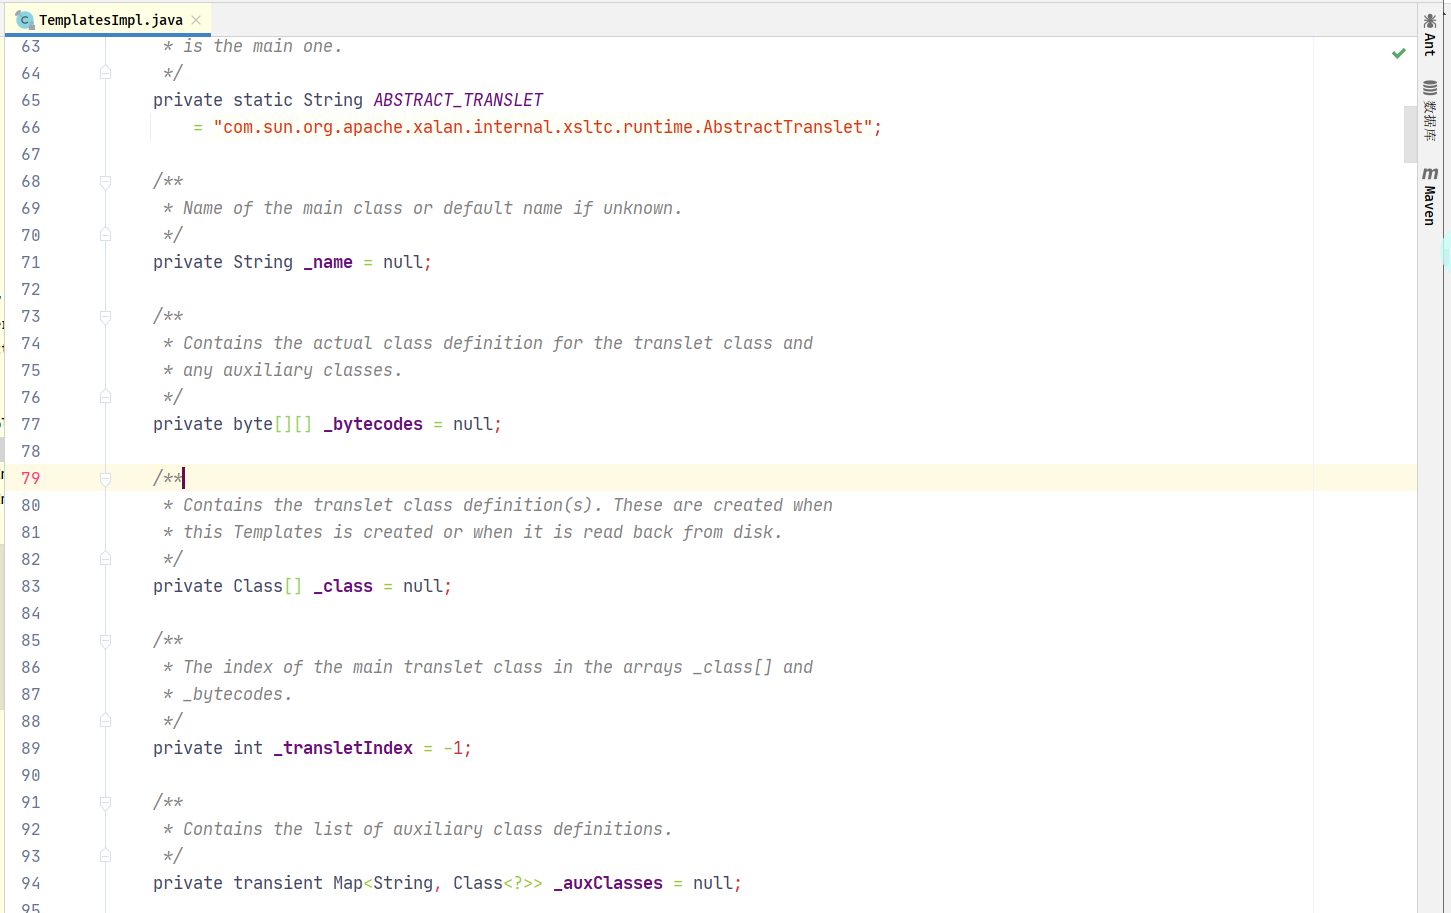 TemplatesImpl.java
63 * is the main one.
64 */
65 private static String ABSTRACT_TRANSLET
66 = "com.sun.org.apache.xalan.internal.xsltc.runtime.AbstractTranslet";
67
68 /**
69 * Name of the main class or default name if unknown.
70 */
71 private String _name = null;
72
73 /**
74 * Contains the actual class definition for the translet class and
75 * any auxiliary classes.
76 */
77 private byte[][] _bytecodes = null;
78
79 /**
80 * Contains the translet class definition(s). These are created when
81 * this Templates is created or when it is read back from disk.
82 */
83 private Class[] _class = null;
84
85 /**
86 * The index of the main translet class in the arrays _class[] and
87 * _bytecodes.
88 */
89 private int _transletIndex = -1;
90
91 /**
92 * Contains the list of auxiliary class definitions.
93 */
94 private transient Map<String, Class<?>> _auxClasses = null;
95
Ant
数据库
Maven